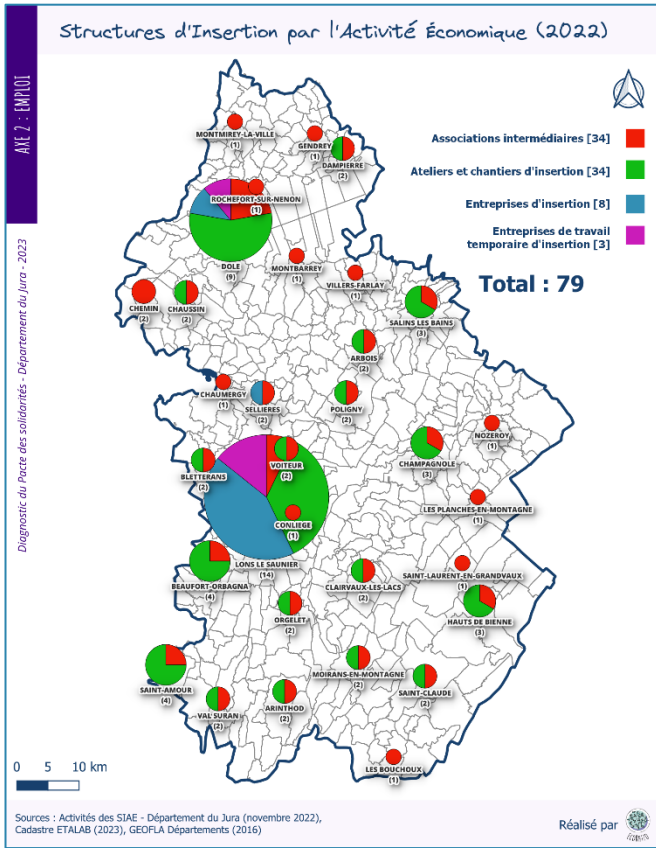 Structures d'Insertion par l'Activité Économique (2022)
AXE 2 : EMPLOI
Diagnostic du Pacte des solidarités - Département du Jura - 2023
Associations intermédiaires [34]
Ateliers et chantiers d'insertion [34]
Entreprises d'insertion [8]
Entreprises de travail
temporaire d'insertion [3]
Total : 79
MONTMIREY-LA-VILLE
(1)
GENDREY
(1)
DAMPIERRE
(2)
ROCHEFORT-SUR-NENON
(1)
DOLE
(9)
MONTBARREY
(1)
VILLERS-FARLAY
(1)
CHEMIN
(2)
CHAUSSIN
(2)
SALINS LES BAINS
(3)
ARBOIS
(2)
CHAUMERGY
(1)
SELLIERES
(2)
POLIGNY
(2)
NOZEROY
(1)
CHAMPAGNOLE
(3)
VOITEUR
(2)
BLETTERANS
(2)
LES PLANCHES-EN-MONTAGNE
(1)
CONLIEGE
(1)
LONS LE SAUNIER
(14)
SAINT-LAURENT-EN-GRANDVAUX
(1)
BEAUFORT-ORBAGNA
(4)
CLAIRVAUX-LES-LACS
(2)
ORGELET
(2)
HAUTS DE BIENNE
(3)
SAINT-AMOUR
(4)
MOIRANS-EN-MONTAGNE
(2)
SAINT-CLAUDE
(2)
VAL SURAN
(2)
ARINTHOD
(2)
LES BOUCHOUX
(1)
0 5 10 km
Sources : Activités des SIAE - Département du Jura (novembre 2022),
Cadastre ETALAB (2023), GEOFLA Départements (2016)
Réalisé par